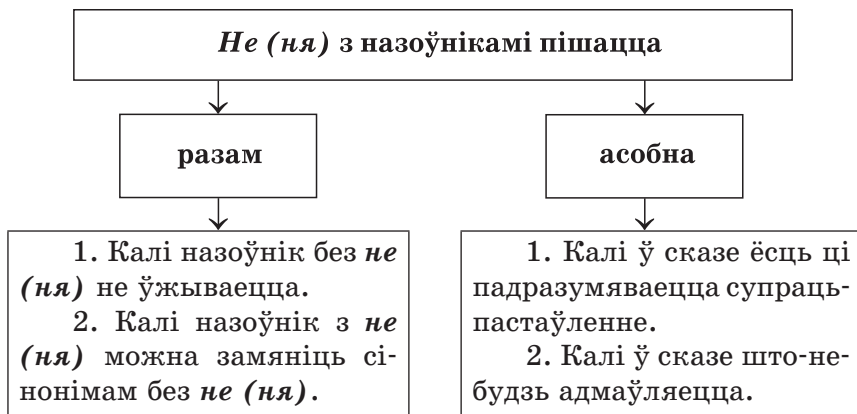 Не (ня) з назоўнікамі пішацца
разам
асобна
1. Калі назоўнік без не
(ня) не ўжываецца.
2. Калі назоўнік з не
(ня) можна замяніць сі-
нонімам без не (ня).
1. Калі ў сказе ёсць ці
падразумяваецца супраць-
пастаўленне.
2. Калі ў сказе што-не-
будзь адмаўляецца.